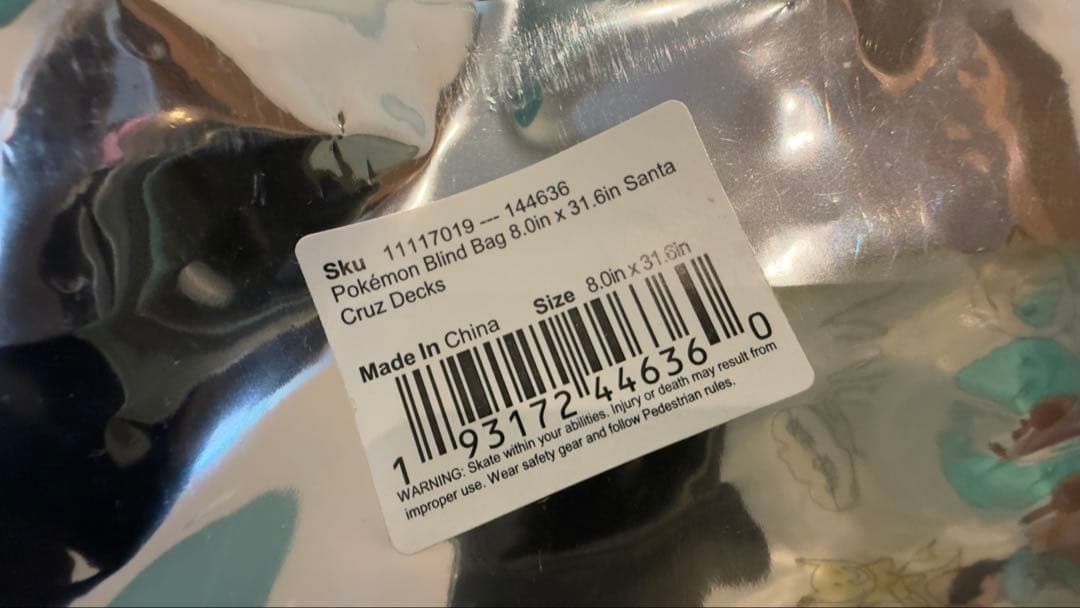 Sku 11117019 --- 144636
Pokémon Blind Bag 8.0in x 31.6in Santa
Cruz Decks
Made In China Size 8.0in x 31.6in
1 93172 44636 0
WARNING: Skate within your abilities. Injury or death may result from
improper use. Wear safety gear and follow Pedestrian rules.